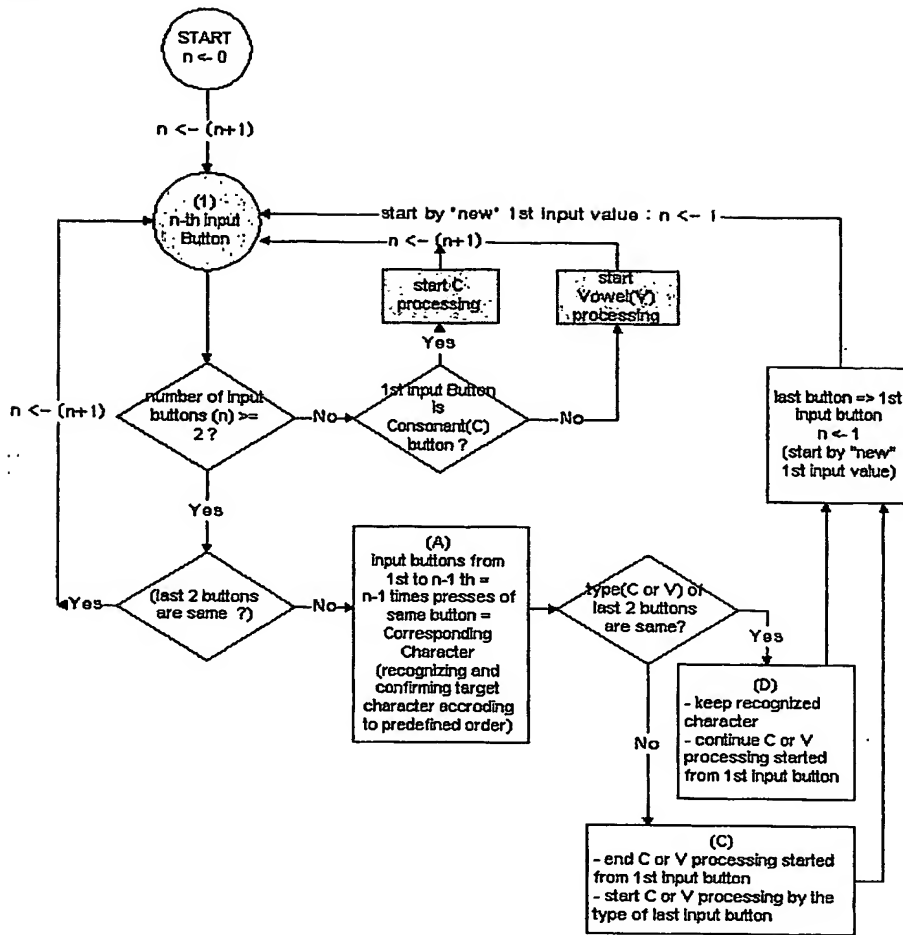 START
n <- 0
n <- (n+1)
(1)
n-th Input
Button
start by "new" 1st input value : n <- 1
n <- (n+1)
start C
processing
start
Vowel(V)
processing
Yes
number of input
buttons (n) >=
2 ?
No
1st input Button
is
Consonant(C)
button ?
No
n <- (n+1)
last button => 1st
input button
n <- 1
(start by "new"
1st input value)
Yes
(last 2 buttons
are same ?)
Yes
No
(A)
input buttons from
1st to n-1 th =
n-1 times presses of
same button =
Corresponding
Character
(recognizing and
confirming target
character accroding
to predefined order)
type(C or V) of
last 2 buttons
are same?
Yes
(D)
- keep recognized
character
- continue C or V
processing started
from 1st input button
No
(C)
- end C or V processing started
from 1st input button
- start C or V processing by the
type of last input button